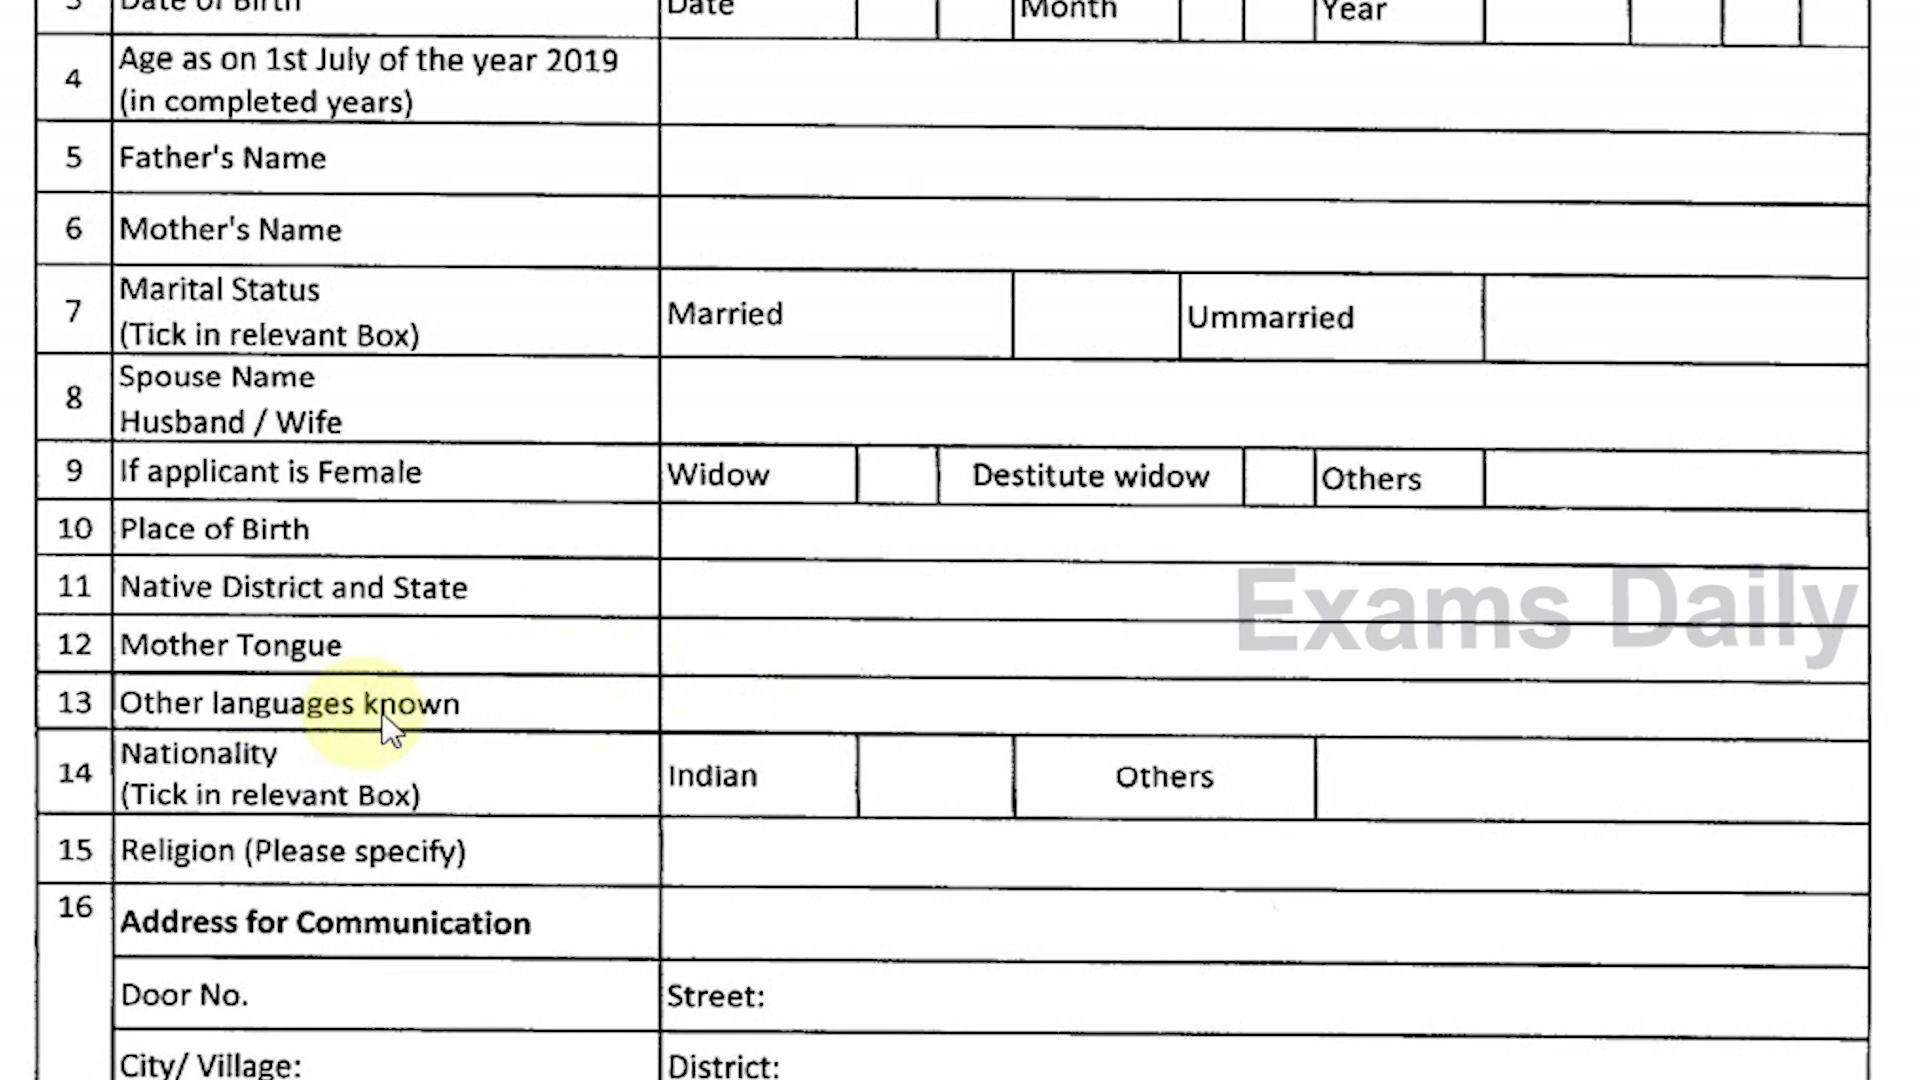 3 Date of Birth Date Month Year
4 Age as on 1st July of the year 2019
(in completed years)
5 Father's Name
6 Mother's Name
7 Marital Status
(Tick in relevant Box) Married Ummarried
8 Spouse Name
Husband / Wife
9 If applicant is Female Widow Destitute widow Others
10 Place of Birth
11 Native District and State
Exams Daily
12 Mother Tongue
13 Other languages known
14 Nationality
(Tick in relevant Box) Indian Others
15 Religion (Please specify)
16 Address for Communication
Door No. Street:
City/ Village: District: